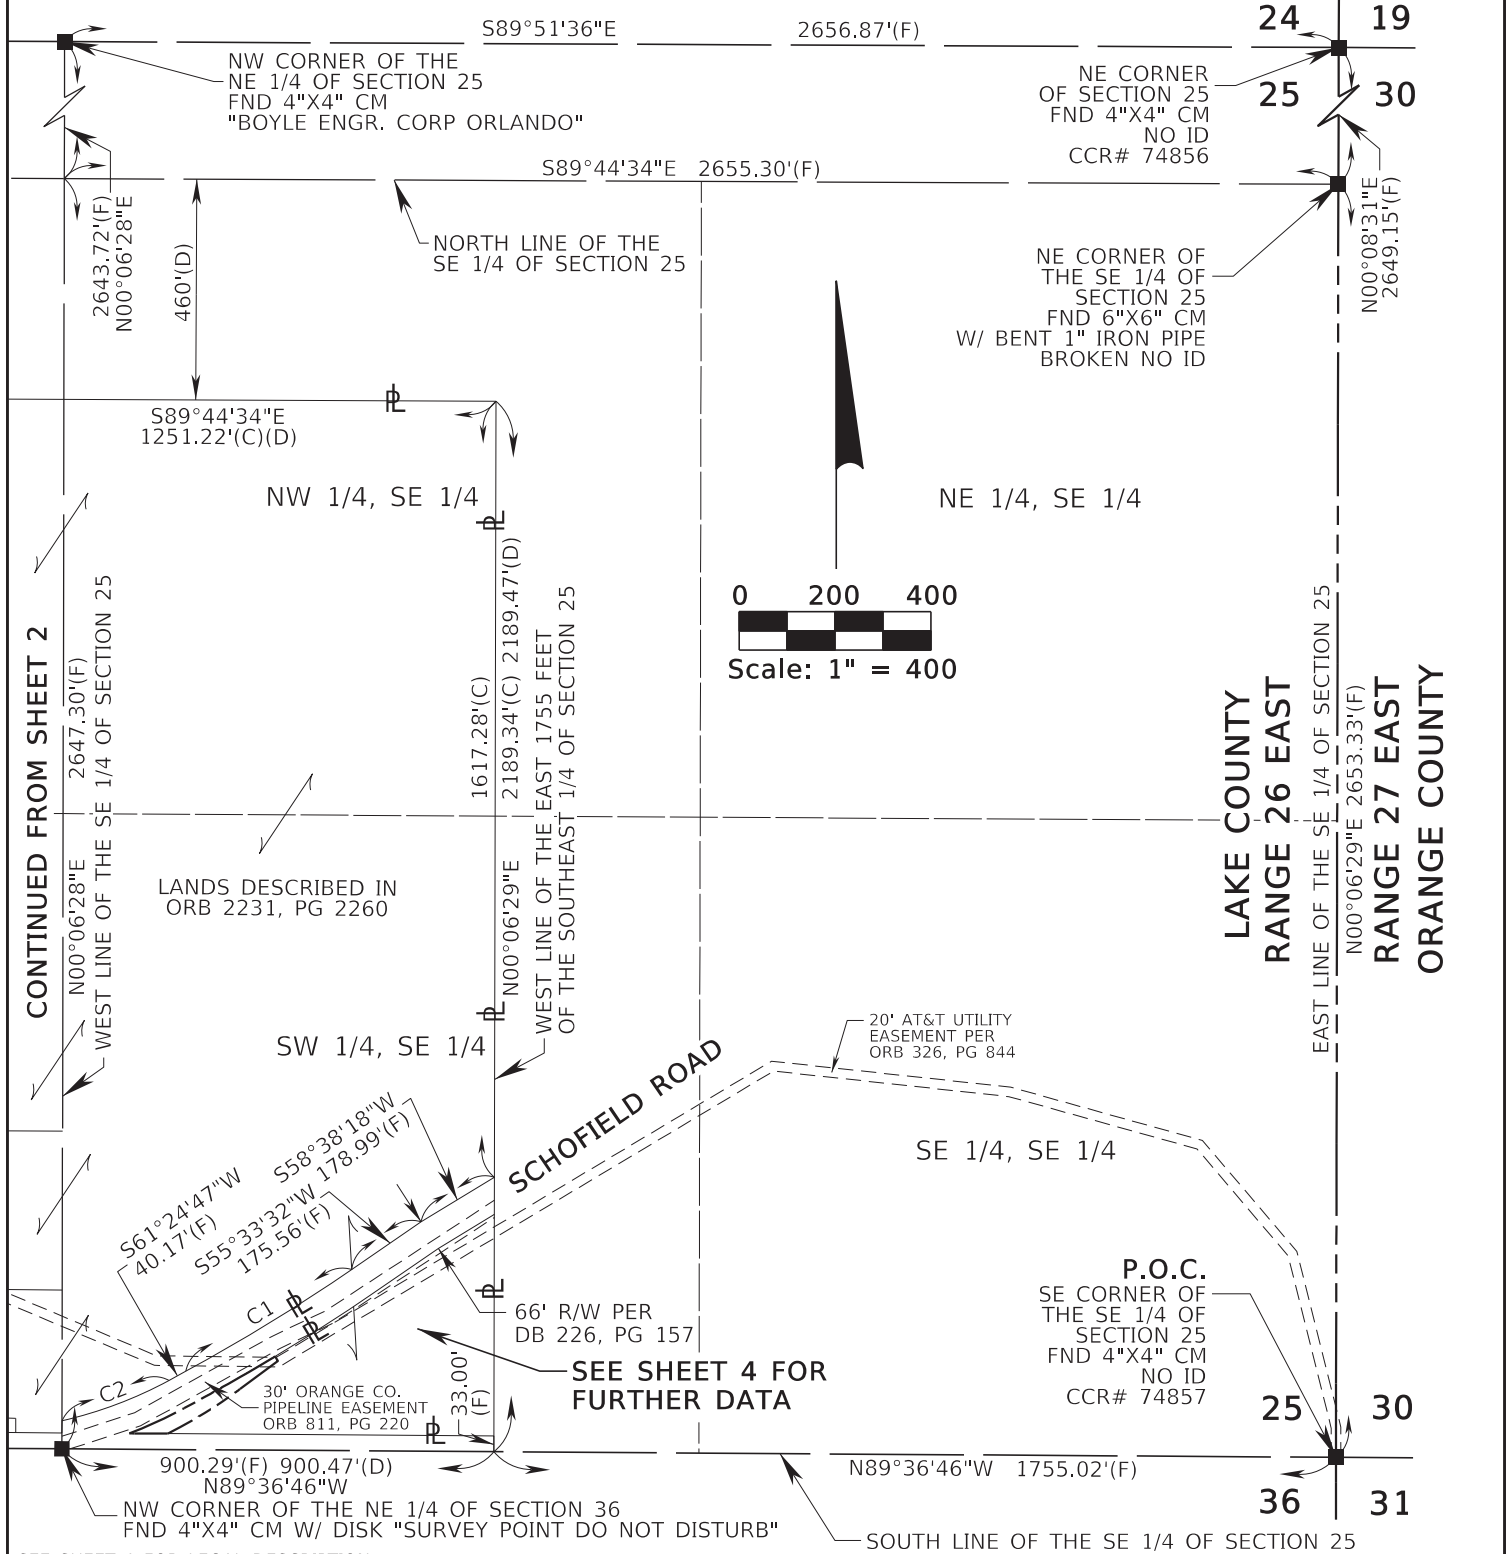 S89°51'36"E 2656.87'(F)
24 19
25 30
NW CORNER OF THE
NE 1/4 OF SECTION 25
FND 4"X4" CM
"BOYLE ENGR. CORP ORLANDO"
NE CORNER
OF SECTION 25
FND 4"X4" CM
NO ID
CCR# 74856
S89°44'34"E 2655.30'(F)
2643.72'(F)
N00°06'28"E
460'(D)
NORTH LINE OF THE
SE 1/4 OF SECTION 25
NE CORNER OF
THE SE 1/4 OF
SECTION 25
FND 6"X6" CM
W/ BENT 1" IRON PIPE
BROKEN NO ID
N00°08'31"E
2649.15'(F)
PL
S89°44'34"E
1251.22'(C)(D)
NW 1/4, SE 1/4
NE 1/4, SE 1/4
PL
0 200 400
Scale: 1" = 400
CONTINUED FROM SHEET 2
N00°06'28"E 2647.30'(F)
WEST LINE OF THE SE 1/4 OF SECTION 25
1617.28'(C)
N00°06'29"E 2189.34'(C) 2189.47'(D)
WEST LINE OF THE EAST 1755 FEET
OF THE SOUTHEAST 1/4 OF SECTION 25
LAKE COUNTY
RANGE 26 EAST
EAST LINE OF THE SE 1/4 OF SECTION 25
N00°06'29"E 2653.33'(F)
RANGE 27 EAST
ORANGE COUNTY
LANDS DESCRIBED IN
ORB 2231, PG 2260
PL
SW 1/4, SE 1/4
20' AT&T UTILITY
EASEMENT PER
ORB 326, PG 844
SCHOFIELD ROAD
SE 1/4, SE 1/4
S58°38'18"W
178.99'(F)
S55°33'32"W
175.56'(F)
S61°24'47"W
40.17'(F)
C1
PL
PL
PL
C2
66' R/W PER
DB 226, PG 157
SEE SHEET 4 FOR
FURTHER DATA
30' ORANGE CO.
PIPELINE EASEMENT
ORB 811, PG 220
PL
33.00'
(F)
P.O.C.
SE CORNER OF
THE SE 1/4 OF
SECTION 25
FND 4"X4" CM
NO ID
CCR# 74857
25 30
36 31
900.29'(F) 900.47'(D)
N89°36'46"W
N89°36'46"W 1755.02'(F)
NW CORNER OF THE NE 1/4 OF SECTION 36
FND 4"X4" CM W/ DISK "SURVEY POINT DO NOT DISTURB"
SOUTH LINE OF THE SE 1/4 OF SECTION 25